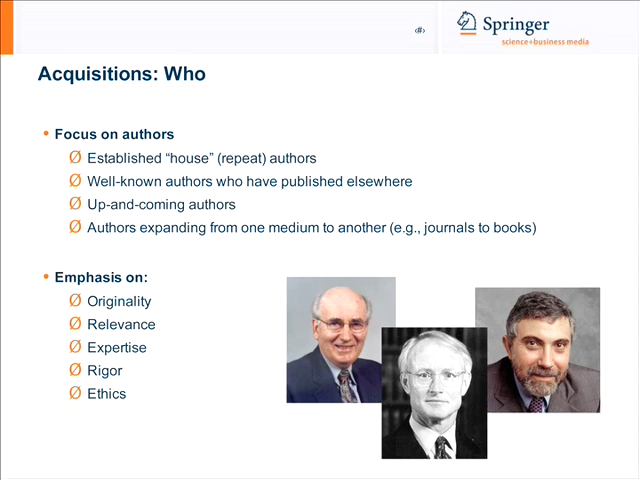 ‹#›
Springer
science+business media
Acquisitions: Who
• Focus on authors
Ø Established “house” (repeat) authors
Ø Well-known authors who have published elsewhere
Ø Up-and-coming authors
Ø Authors expanding from one medium to another (e.g., journals to books)
• Emphasis on:
Ø Originality
Ø Relevance
Ø Expertise
Ø Rigor
Ø Ethics